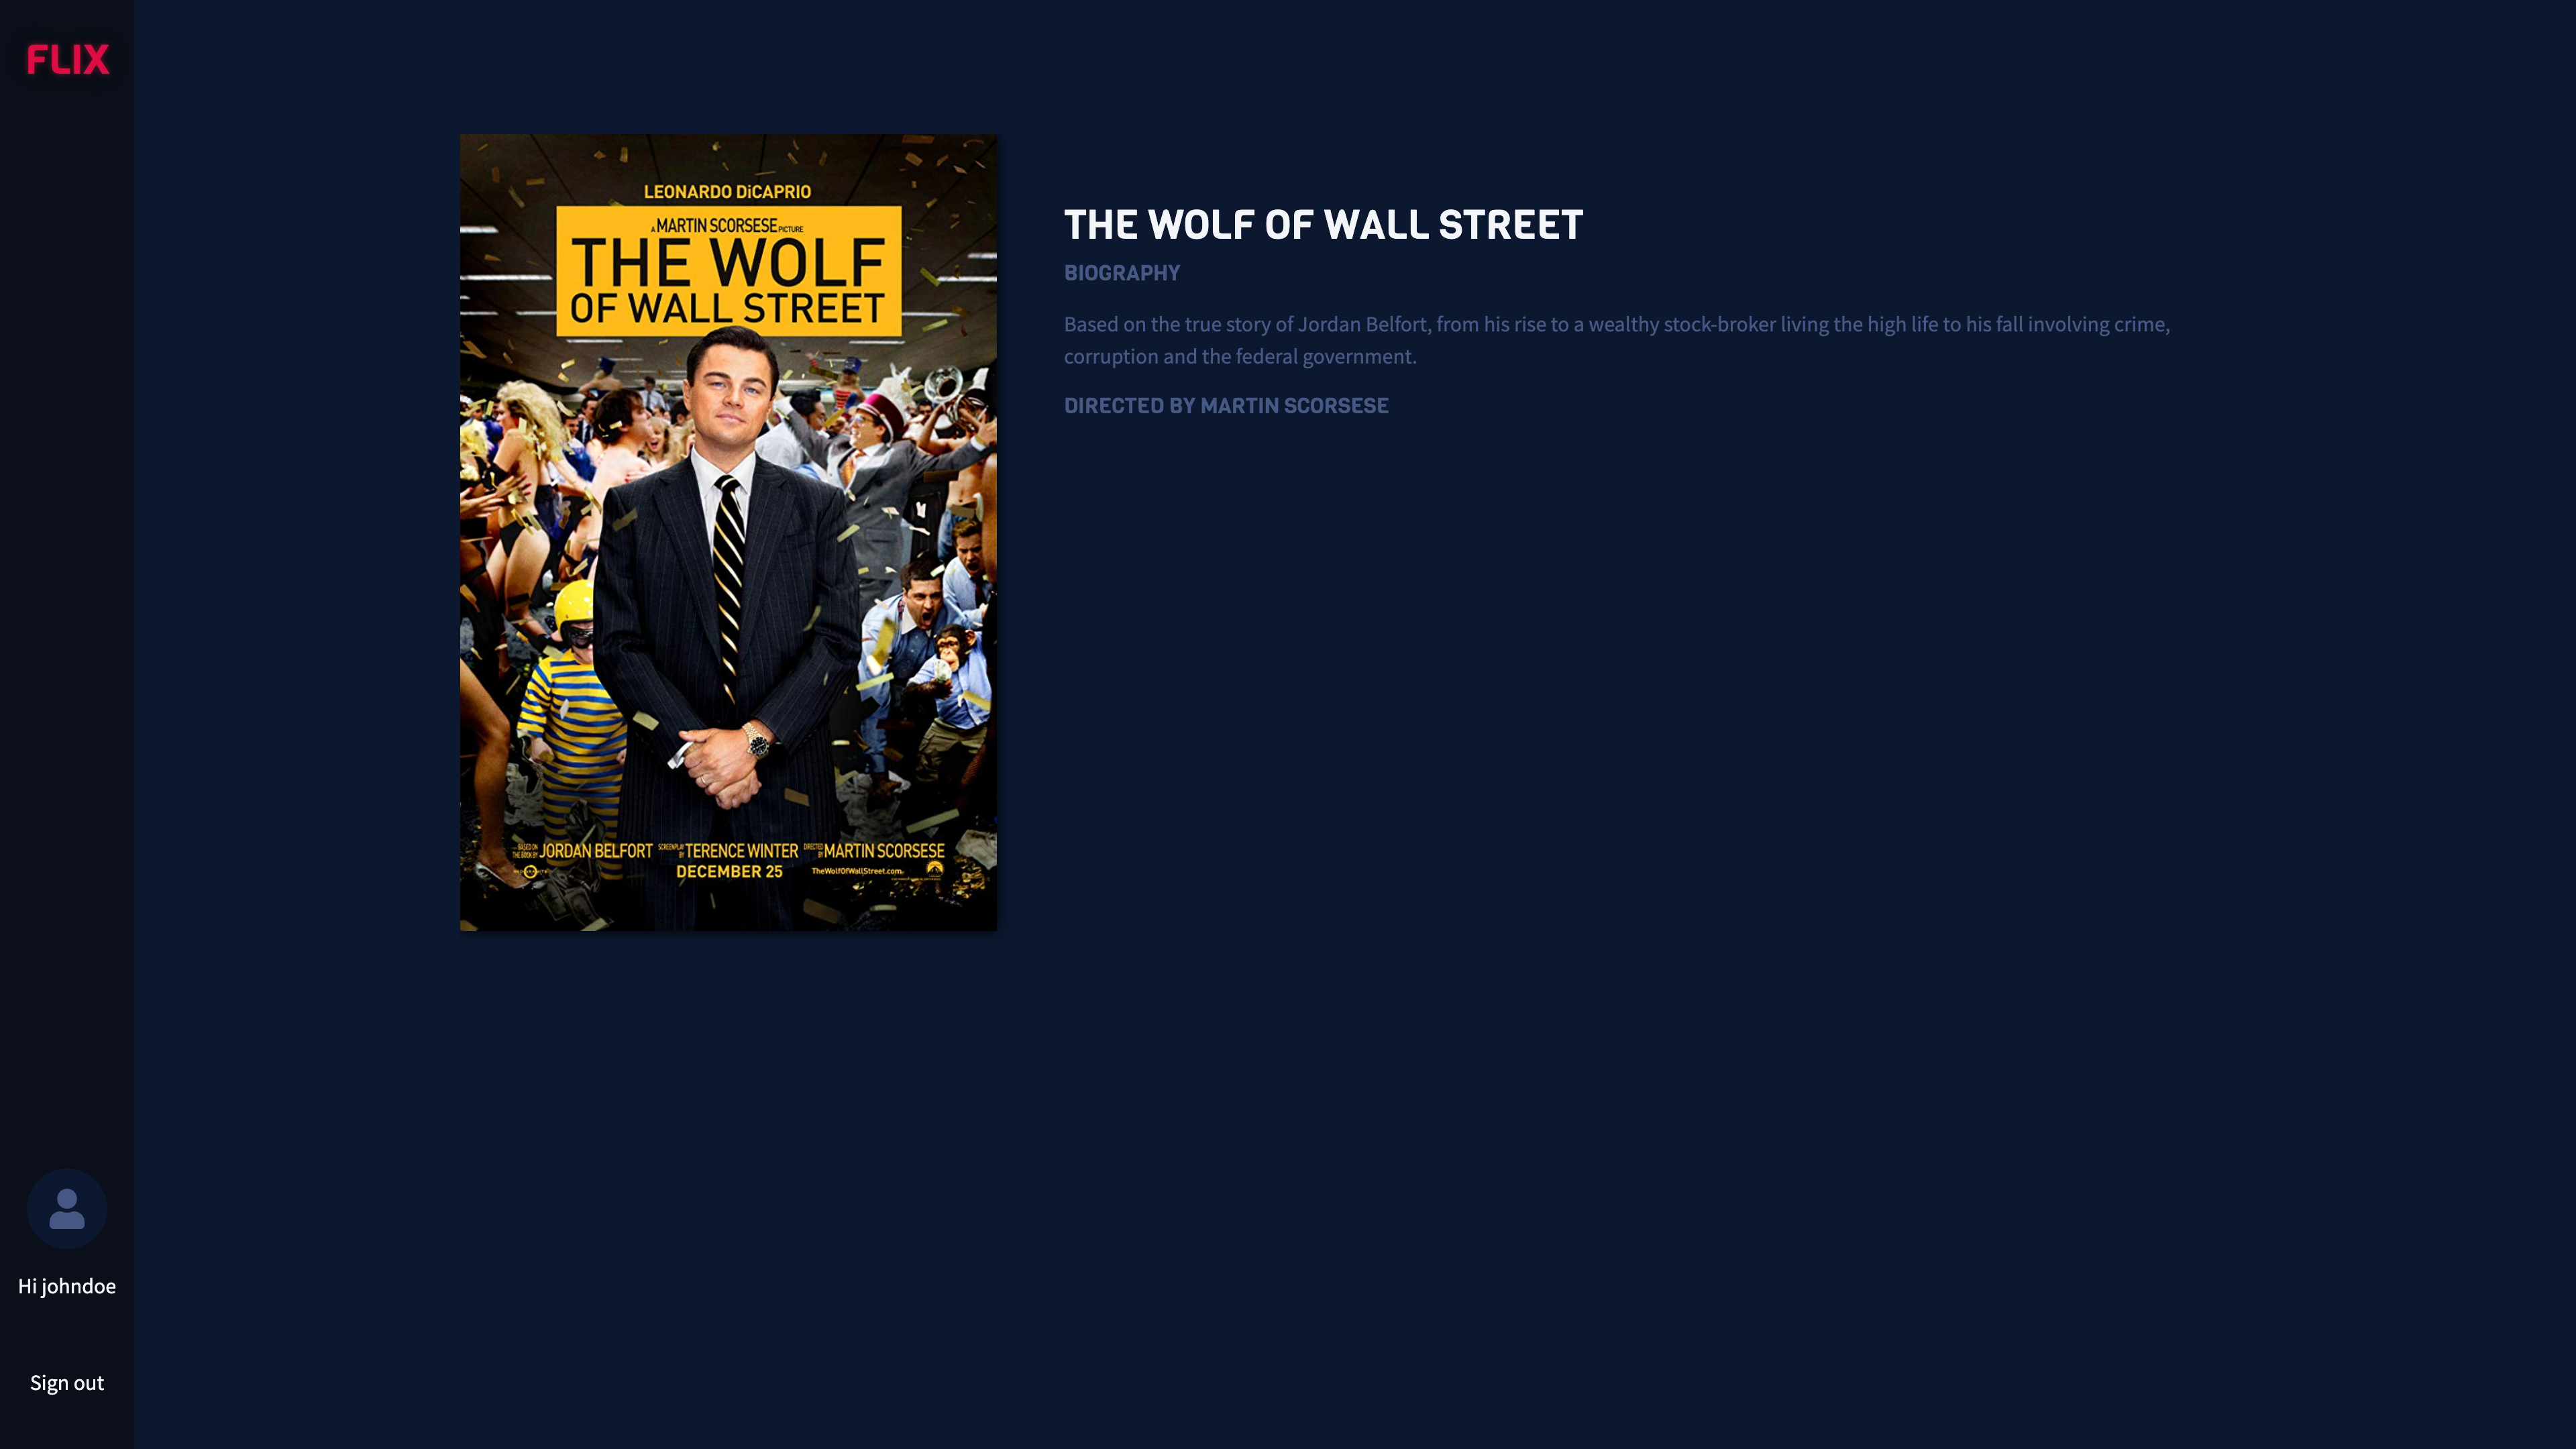 FLIX
LEONARDO DiCAPRIO
A MARTIN SCORSESE PICTURE
THE WOLF
OF WALL STREET
BASED ON THE BOOK BY JORDAN BELFORT SCREENPLAY BY TERENCE WINTER DIRECTED BY MARTIN SCORSESE
DECEMBER 25 TheWolfOfWallStreet.com
THE WOLF OF WALL STREET
BIOGRAPHY
Based on the true story of Jordan Belfort, from his rise to a wealthy stock-broker living the high life to his fall involving crime,
corruption and the federal government.
DIRECTED BY MARTIN SCORSESE
Hi johndoe
Sign out